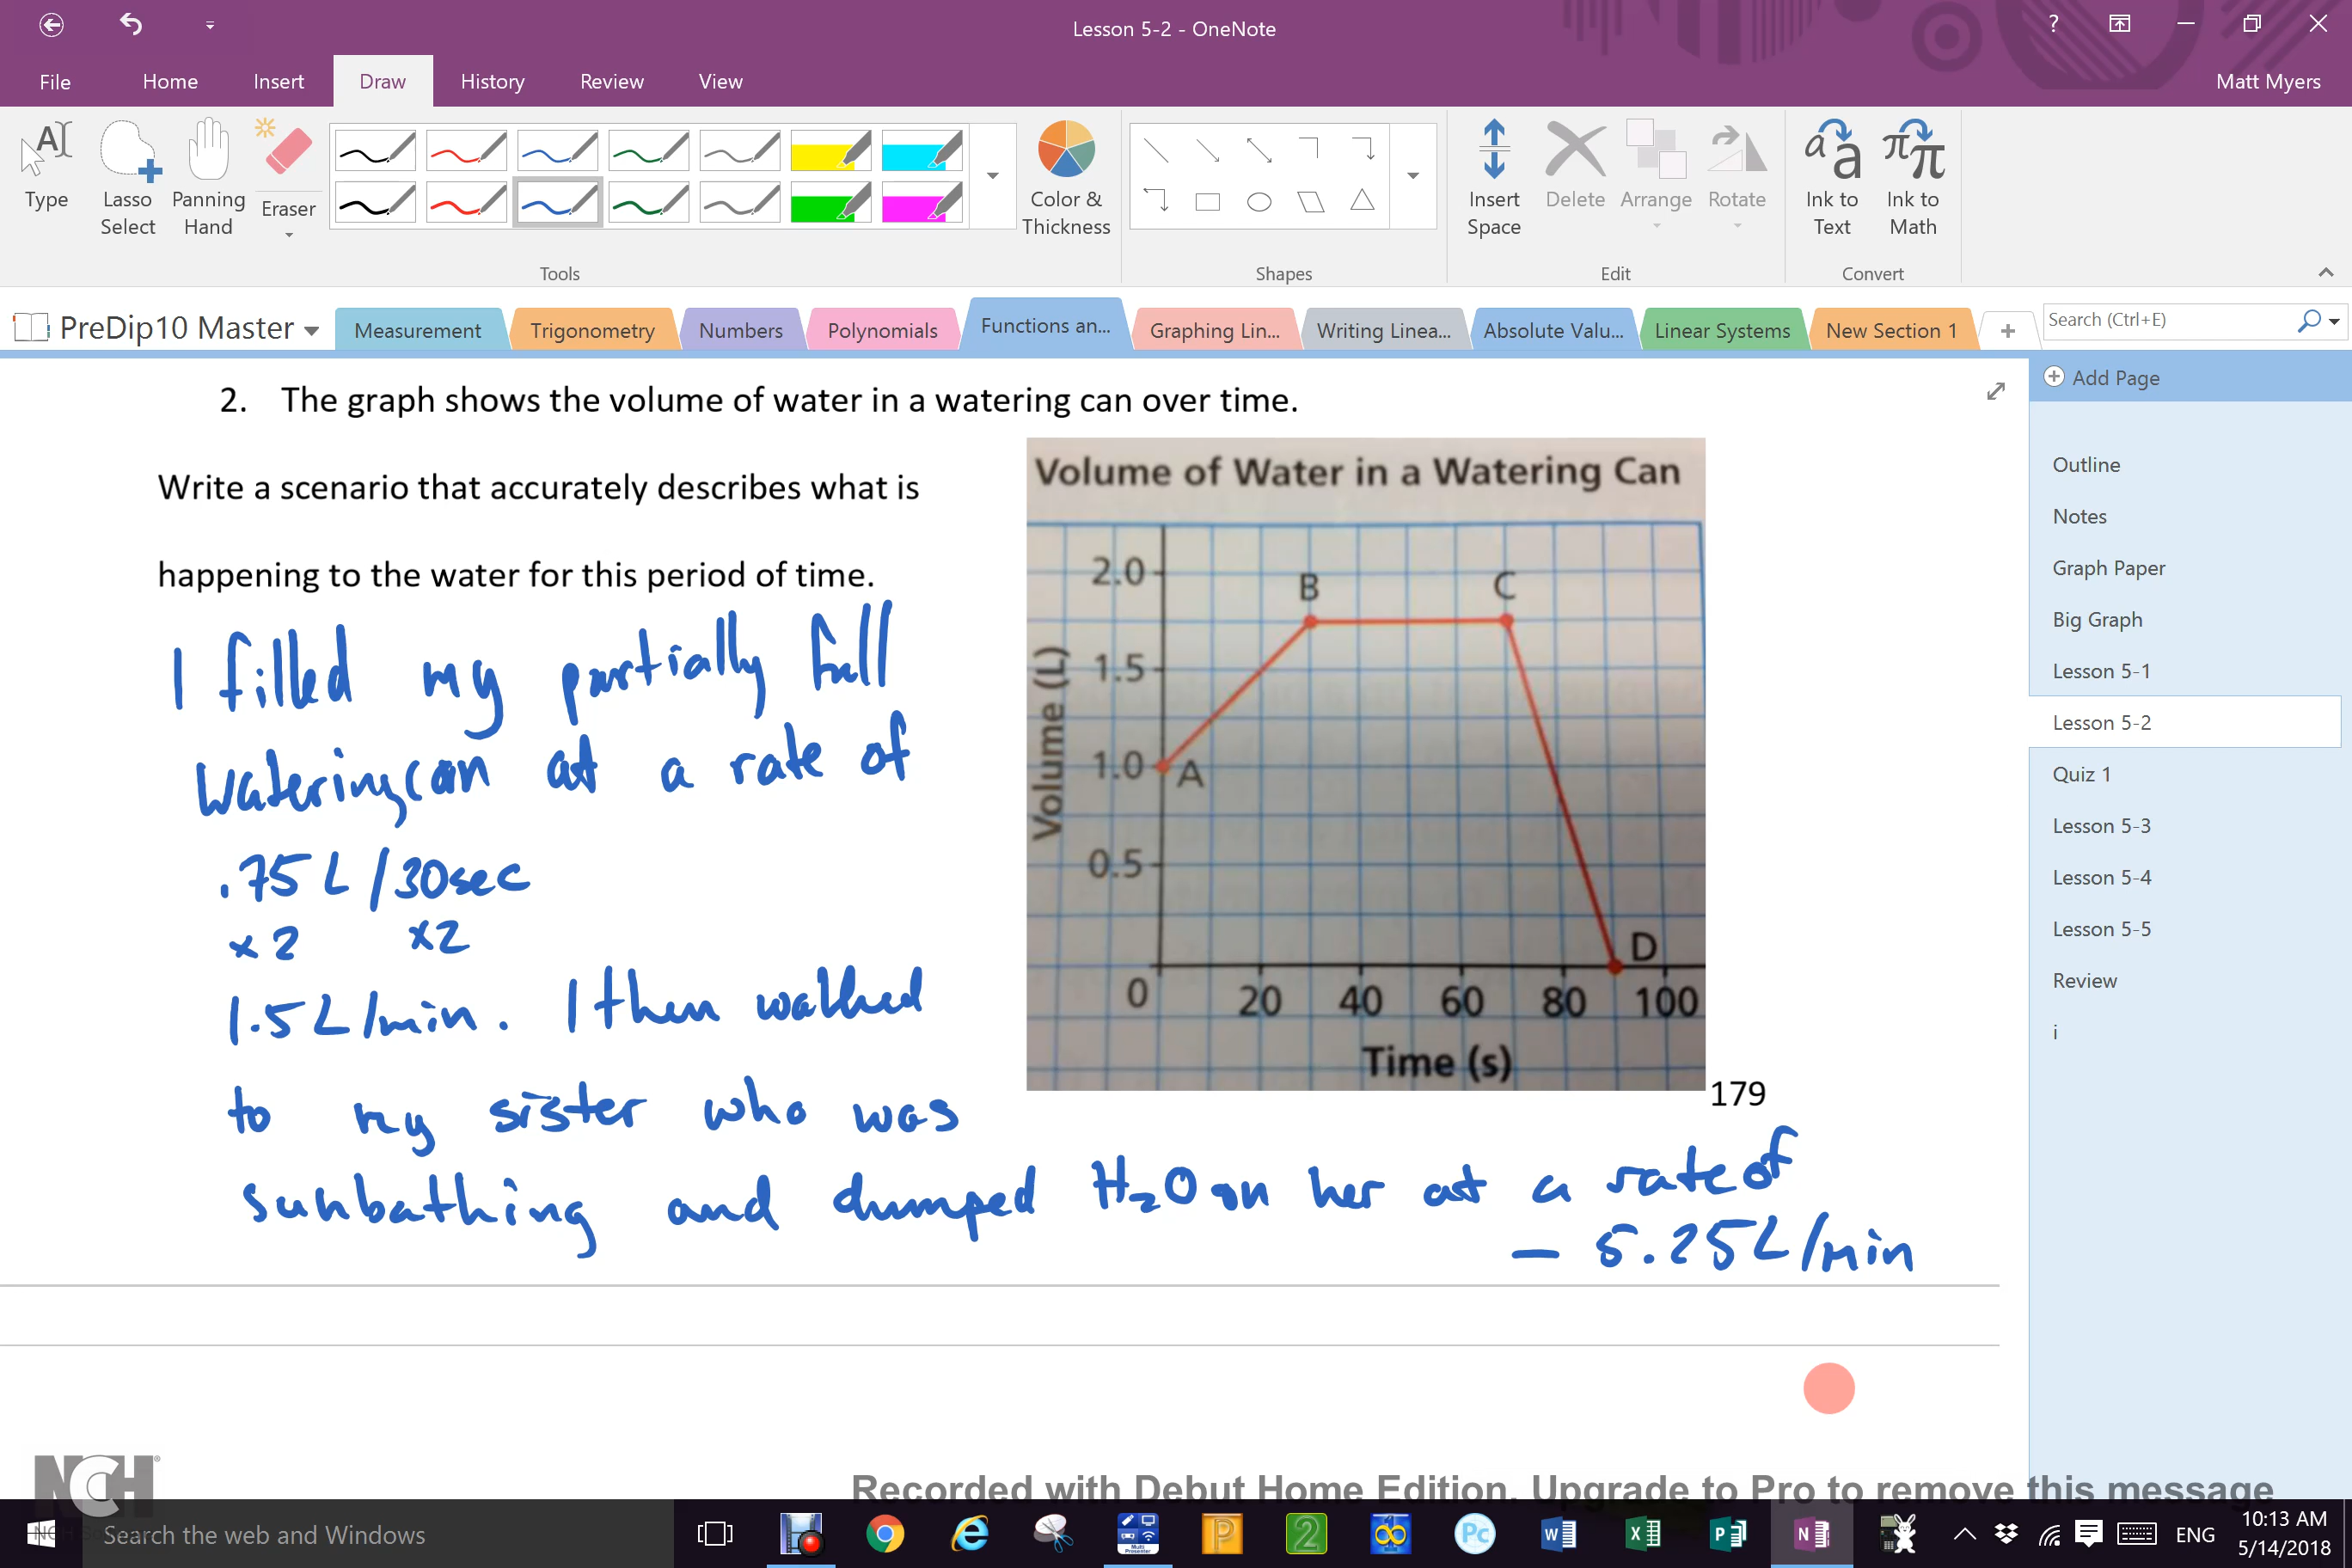 Lesson 5-2 - OneNote
?
File Home Insert Draw History Review View Matt Myers
Type
Lasso Select
Panning Hand
Eraser
Color & Thickness
Insert Space
Delete
Arrange
Rotate
Ink to Text
Ink to Math
Tools Shapes Edit Convert
PreDip10 Master Measurement Trigonometry Numbers Polynomials Functions an... Graphing Lin... Writing Linea... Absolute Valu... Linear Systems New Section 1 + Search (Ctrl+E)
Add Page
Outline
Notes
Graph Paper
Big Graph
Lesson 5-1
Lesson 5-2
Quiz 1
Lesson 5-3
Lesson 5-4
Lesson 5-5
Review
i
2. The graph shows the volume of water in a watering can over time.
Write a scenario that accurately describes what is
happening to the water for this period of time.
Volume of Water in a Watering Can
Volume (L)
2.0
1.5
1.0
0.5
0 20 40 60 80 100
A
B
C
D
Time (s)
179
I filled my partially full
watering can at a rate of
.75 L / 30sec
x 2 x2
1.5 L/min. I then walked
to my sister who was
sunbathing and dumped H2O on her at a rate of
- 5.25L/min
NCH
Recorded with Debut Home Edition. Upgrade to Pro to remove this message
Search the web and Windows
ENG
10:13 AM
5/14/2018